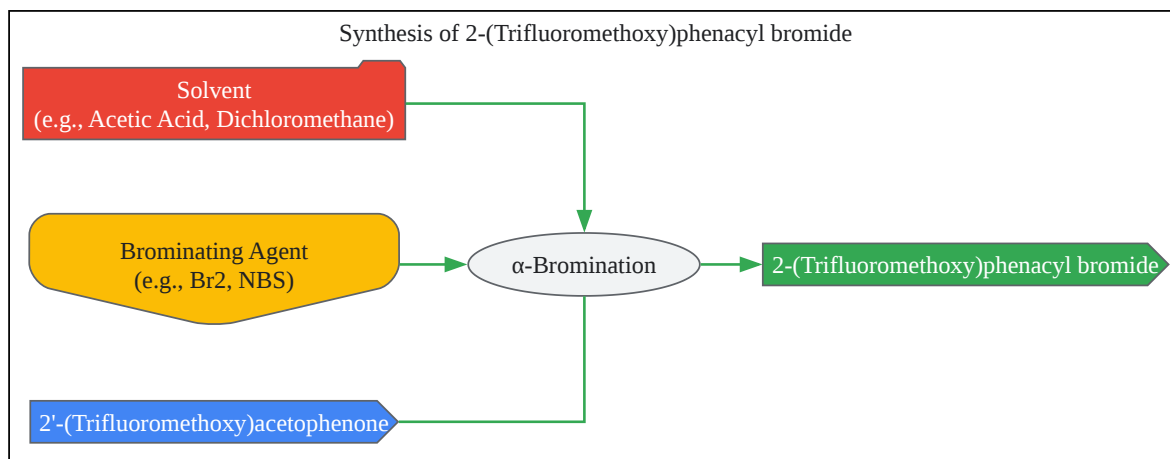 Synthesis of 2-(Trifluoromethoxy)phenacyl bromide
Solvent
(e.g., Acetic Acid, Dichloromethane)
Brominating Agent
(e.g., Br2, NBS)
α-Bromination
2-(Trifluoromethoxy)phenacyl bromide
2'-(Trifluoromethoxy)acetophenone